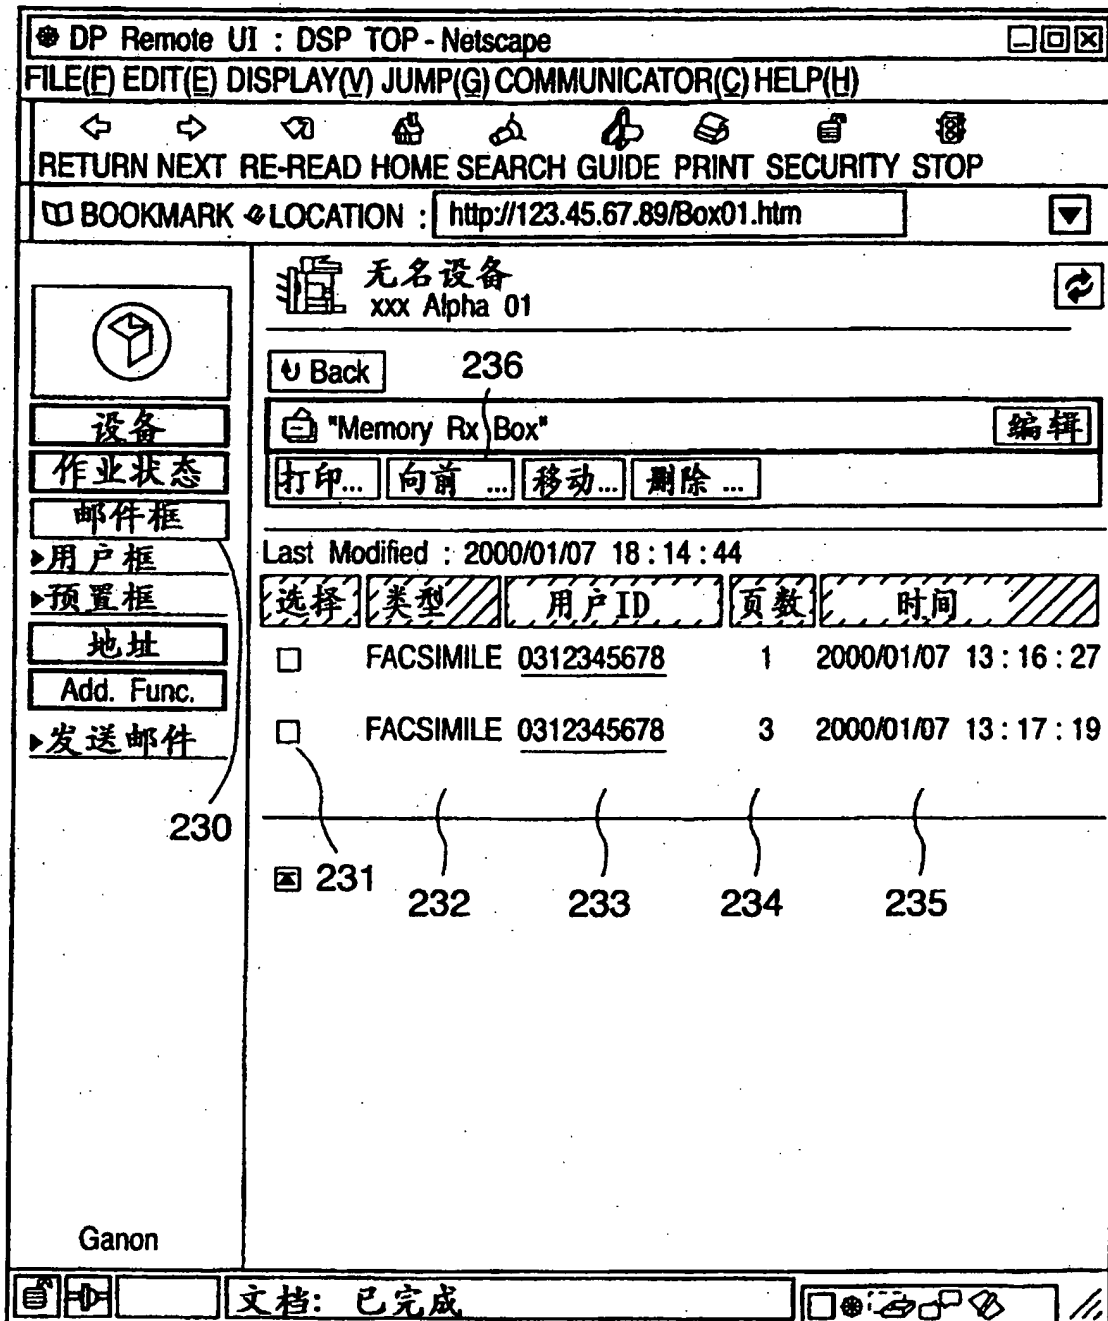 DP Remote UI : DSP TOP - Netscape
FILE(F) EDIT(E) DISPLAY(V) JUMP(G) COMMUNICATOR(C) HELP(H)
RETURN NEXT RE-READ HOME SEARCH GUIDE PRINT SECURITY STOP
BOOKMARK LOCATION : http://123.45.67.89/Box01.htm
无名设备
xxx Alpha 01
Back
236
"Memory Rx Box"
编辑
打印... 向前 ... 移动... 删除 ...
设备
作业状态
邮件框
用户框
预置框
地址
Add. Func.
发送邮件
230
Last Modified : 2000/01/07 18 : 14 : 44
选择 类型 用户ID 页数 时间
FACSIMILE 0312345678 1 2000/01/07 13 : 16 : 27
FACSIMILE 0312345678 3 2000/01/07 13 : 17 : 19
231
232 233 234 235
Ganon
文档: 已完成